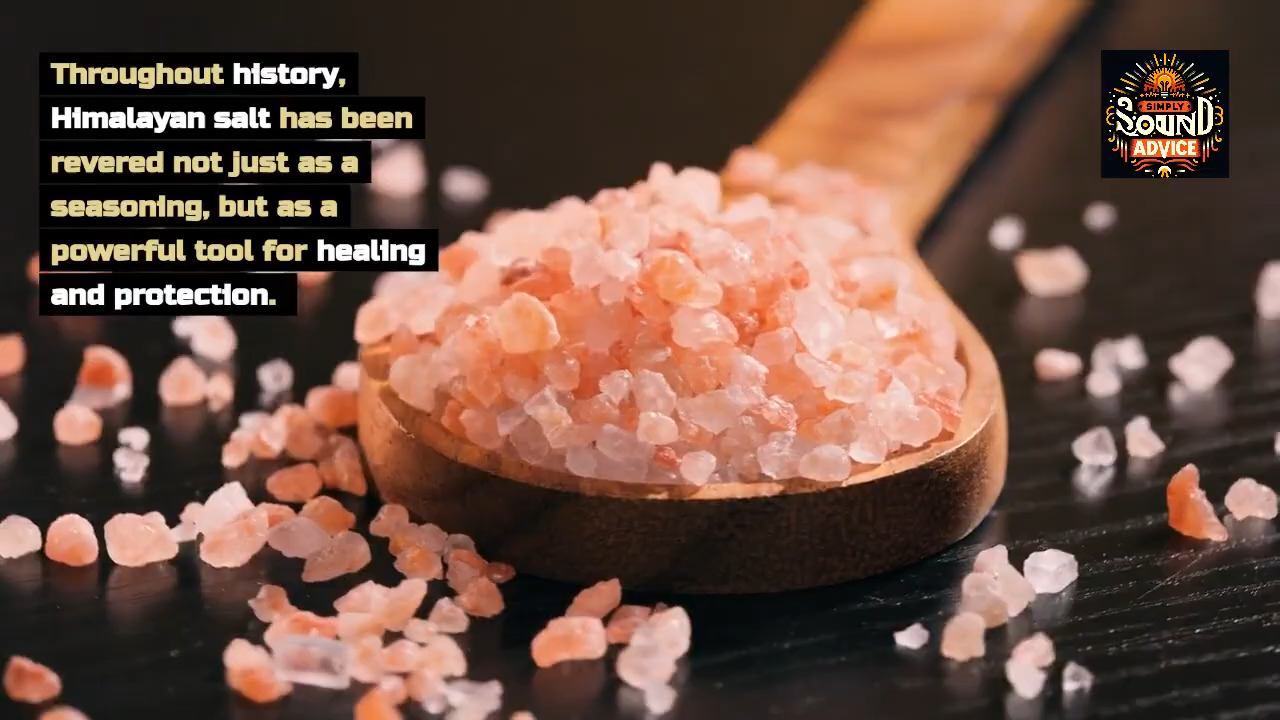 Throughout history,
Himalayan salt has been
revered not just as a
seasoning, but as a
powerful tool for healing
and protection.
SIMPLY
SOUND
ADVICE